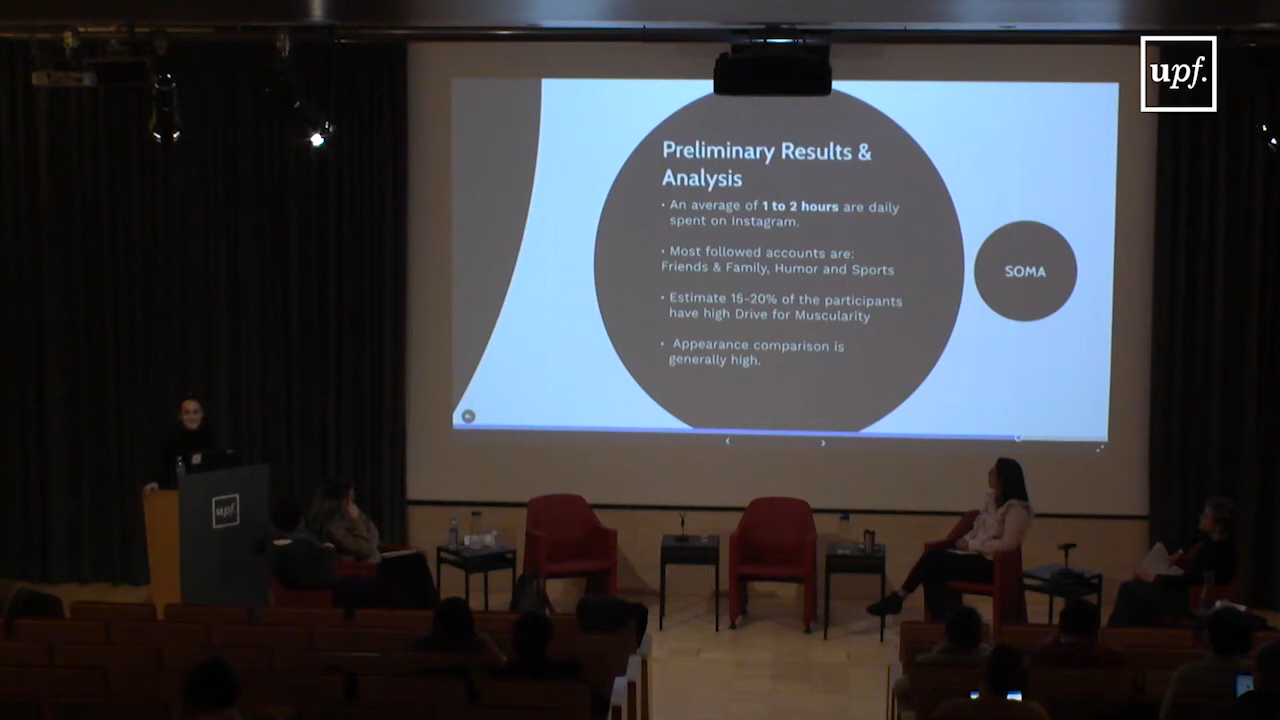 upf.
Preliminary Results &
Analysis
• An average of 1 to 2 hours are daily
spent on Instagram.
• Most followed accounts are:
Friends & Family, Humor and Sports
• Estimate 15-20% of the participants
have high Drive for Muscularity
• Appearance comparison is
generally high.
SOMA
upf.